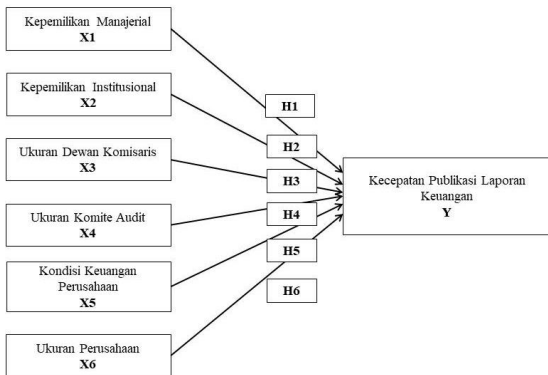 Kepemilikan Manajerial
X1
Kepemilikan Institusional
X2
Ukuran Dewan Komisaris
X3
Ukuran Komite Audit
X4
Kondisi Keuangan
Perusahaan
X5
Ukuran Perusahaan
X6
H1
H2
H3
H4
H5
H6
Kecepatan Publikasi Laporan
Keuangan
Y